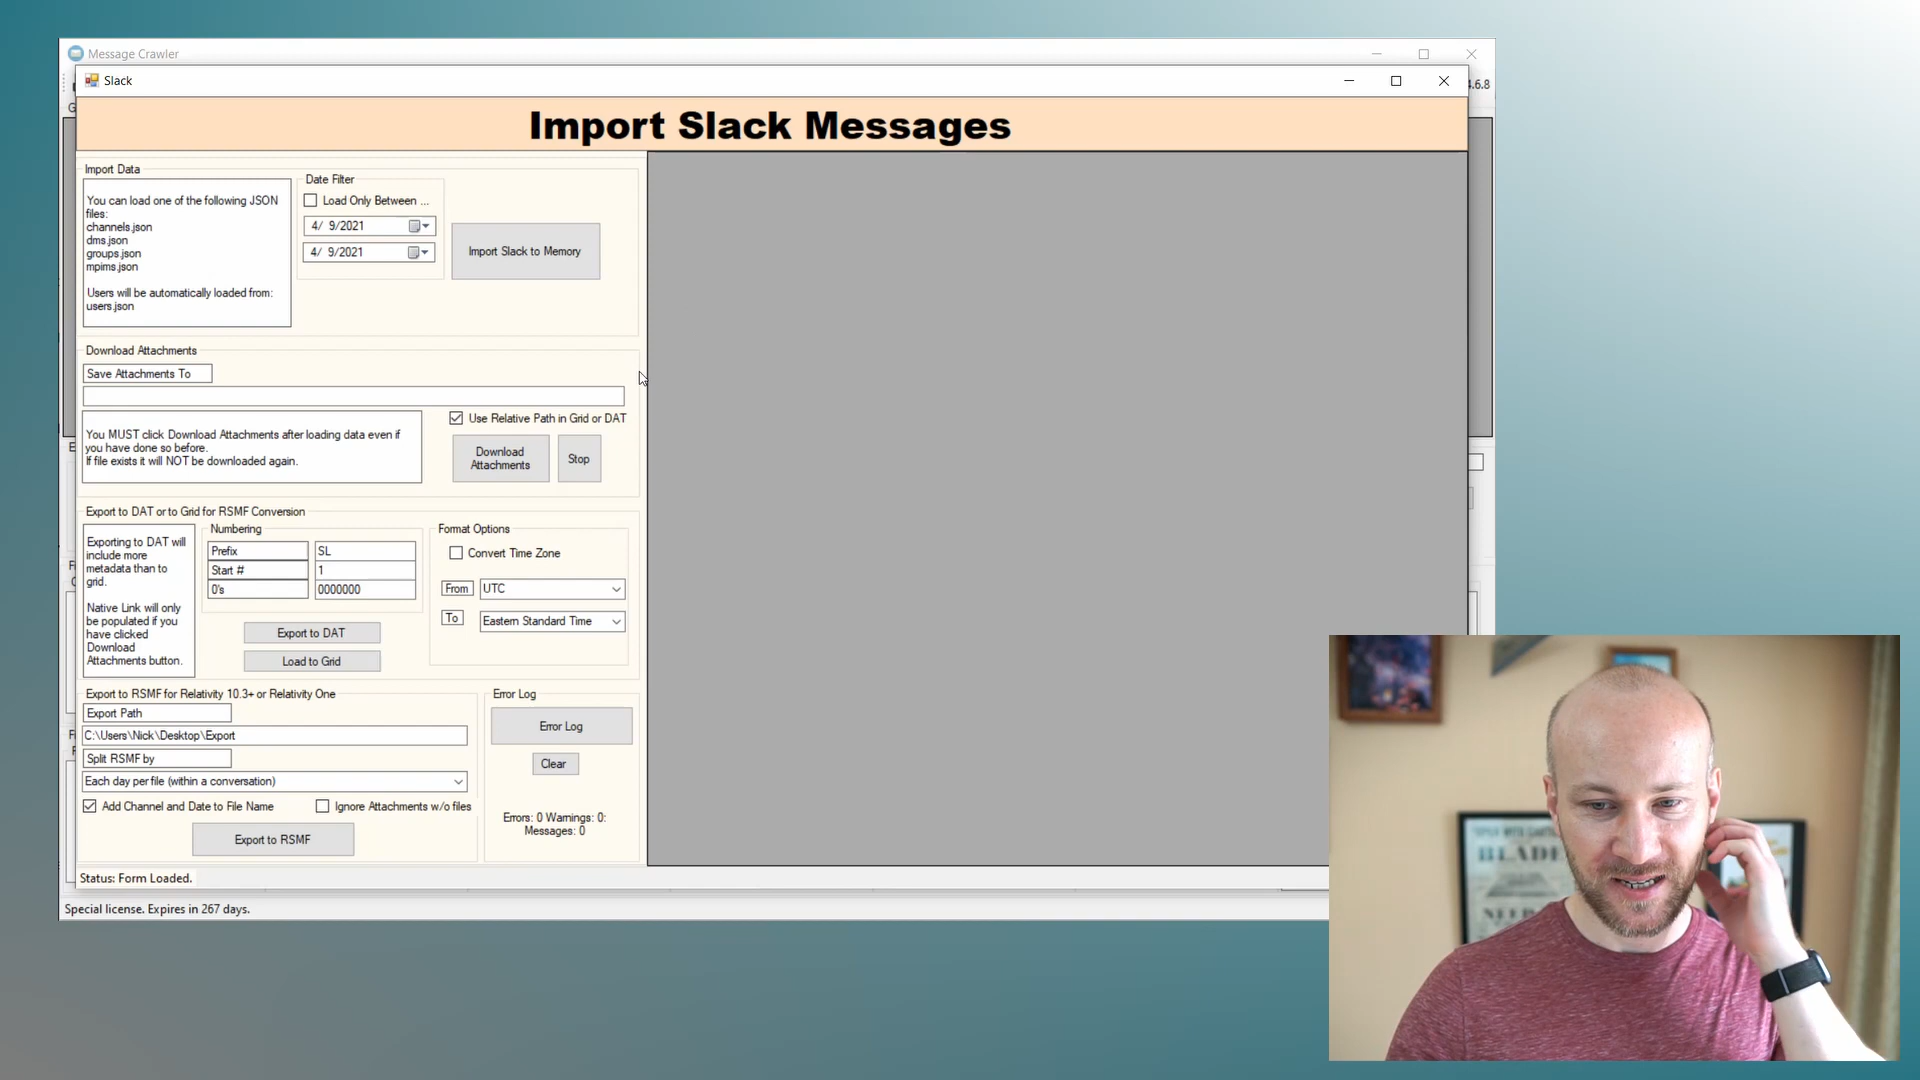 Message Crawler
Slack
4.6.8
Import Slack Messages
Import Data
You can load one of the following JSON
files:
channels.json
dms.json
groups.json
mpims.json
Users will be automatically loaded from:
users.json
Date Filter
Load Only Between ...
4/ 9/2021
4/ 9/2021
Import Slack to Memory
Download Attachments
Save Attachments To
You MUST click Download Attachments after loading data even if
you have done so before.
If file exists it will NOT be downloaded again.
Use Relative Path in Grid or DAT
Download
Attachments
Stop
Export to DAT or to Grid for RSMF Conversion
Exporting to DAT will
include more
metadata than to
grid.
Native Link will only
be populated if you
have clicked
Download
Attachments button.
Numbering
Prefix
SL
Start #
1
0's
0000000
Export to DAT
Load to Grid
Format Options
Convert Time Zone
From
UTC
To
Eastern Standard Time
Export to RSMF for Relativity 10.3+ or Relativity One
Export Path
C:\Users\Nick\Desktop\Export
Split RSMF by
Each day per file (within a conversation)
Add Channel and Date to File Name
Ignore Attachments w/o files
Export to RSMF
Error Log
Error Log
Clear
Errors: 0 Warnings: 0:
Messages: 0
Status: Form Loaded.
Special license. Expires in 267 days.
BLADE